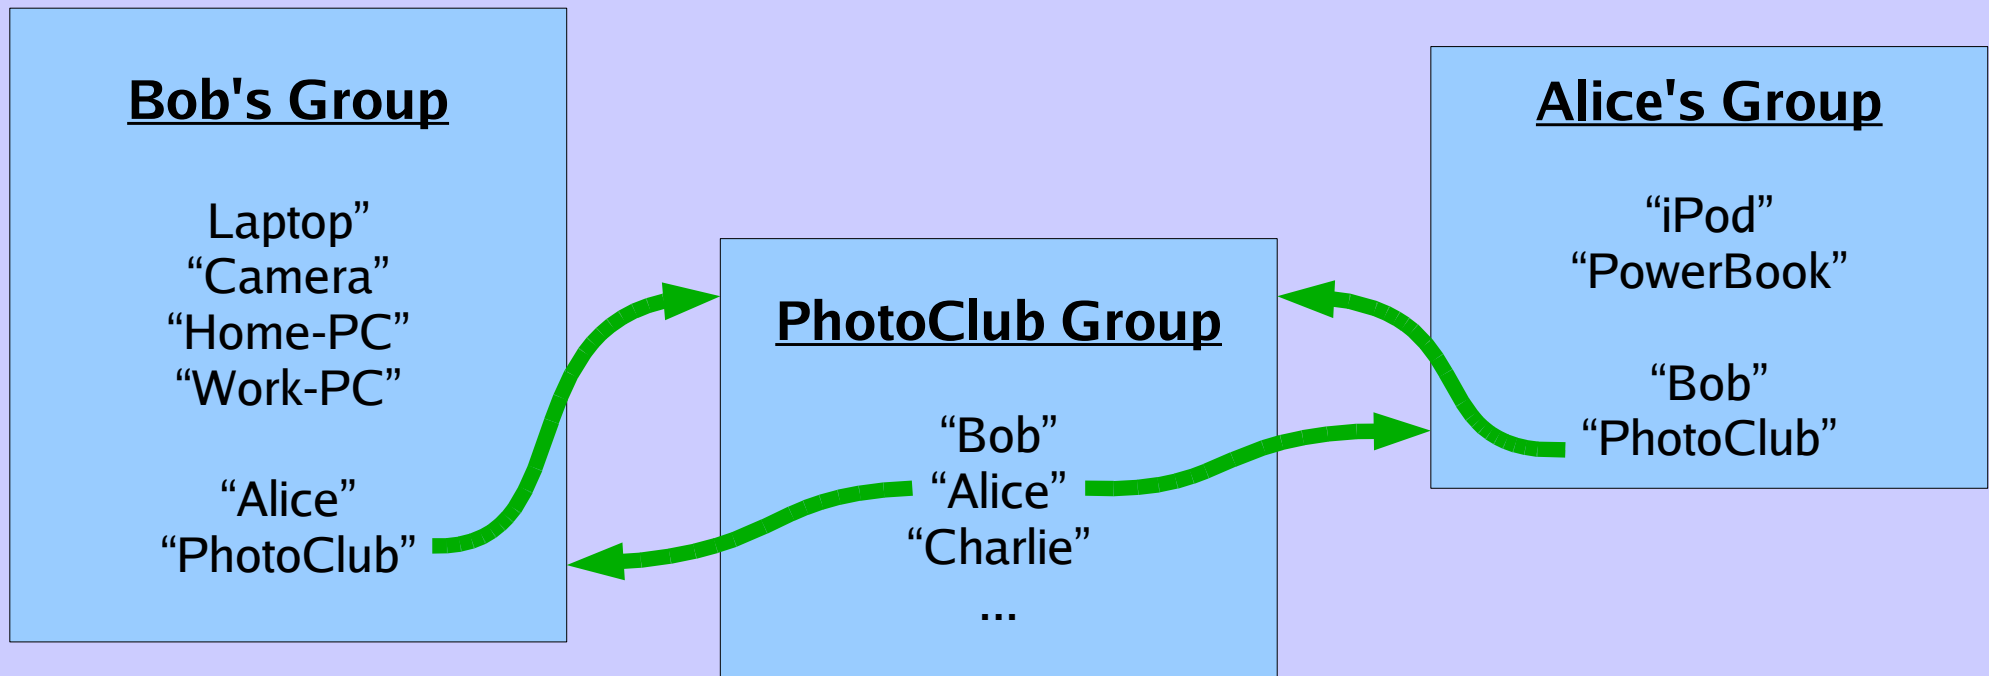 Bob's Group
Laptop”
“Camera”
“Home-PC”
“Work-PC”
“Alice”
“PhotoClub”
PhotoClub Group
“Bob”
“Alice”
“Charlie”
...
Alice's Group
“iPod”
“PowerBook”
“Bob”
“PhotoClub”